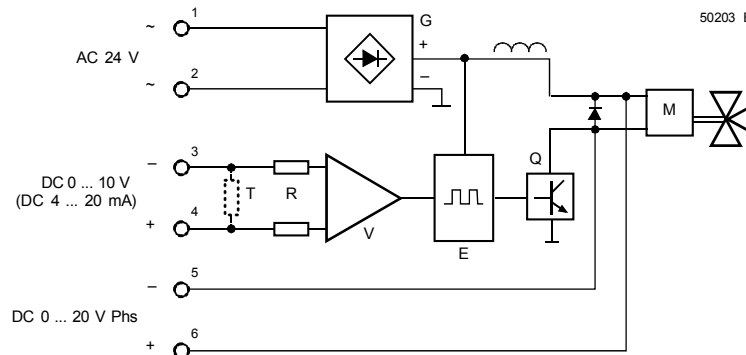 50203 E
~ 1 G
AC 24 V
+
~ 2 –
M
– 3
DC 0 ... 10 V
(DC 4 ... 20 mA)
T R Q
+ 4 V
E
– 5
DC 0 ... 20 V Phs
+ 6